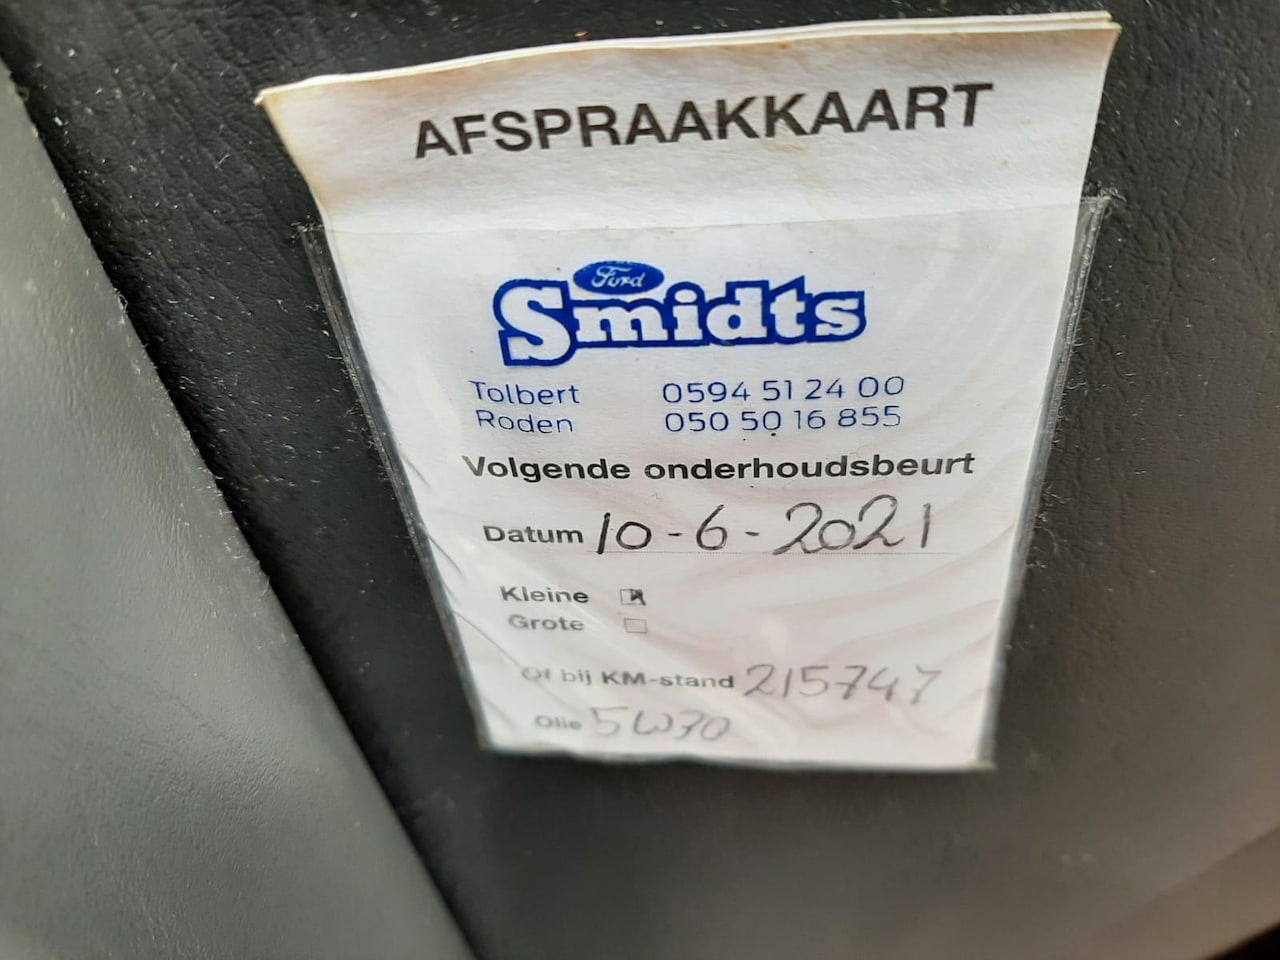 AFSPRAAKKAART
Ford
Smidts
Tolbert 0594 51 24 00
Roden 050 50 16 855
Volgende onderhoudsbeurt
Datum 10-6-2021
Kleine
Grote
Of bij KM-stand 215747
Olie 5W30